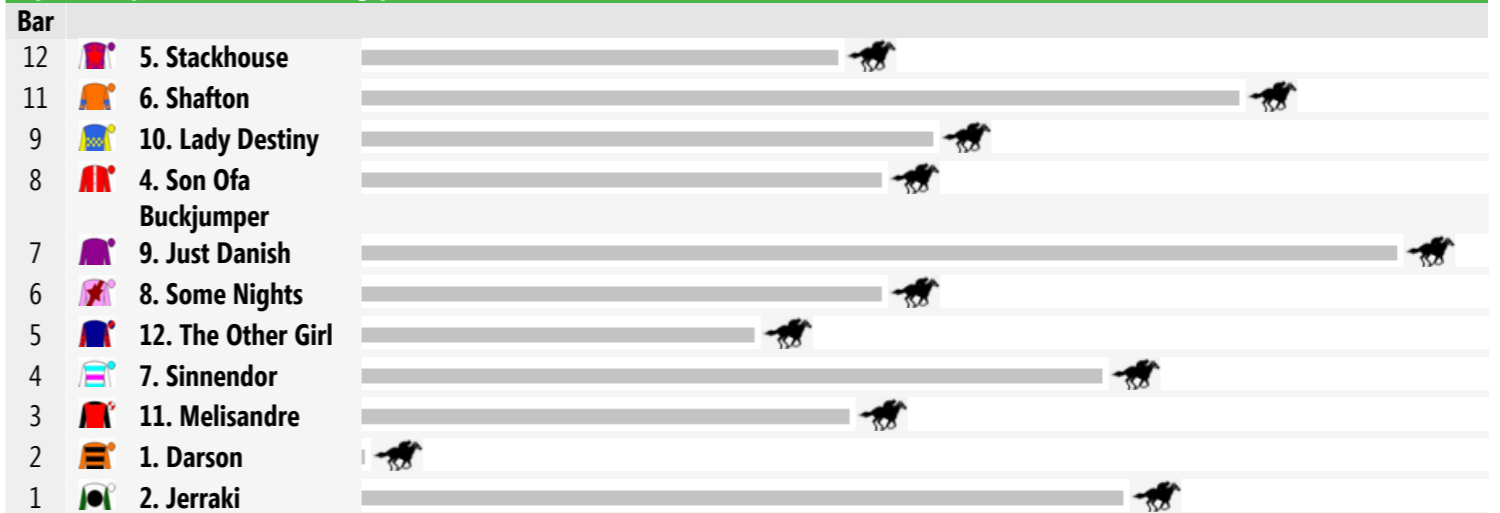 Bar
12 5. Stackhouse
11 6. Shafton
9 10. Lady Destiny
8 4. Son Ofa
Buckjumper
7 9. Just Danish
6 8. Some Nights
5 12. The Other Girl
4 7. Sinnendor
3 11. Melisandre
2 1. Darson
1 2. Jerraki